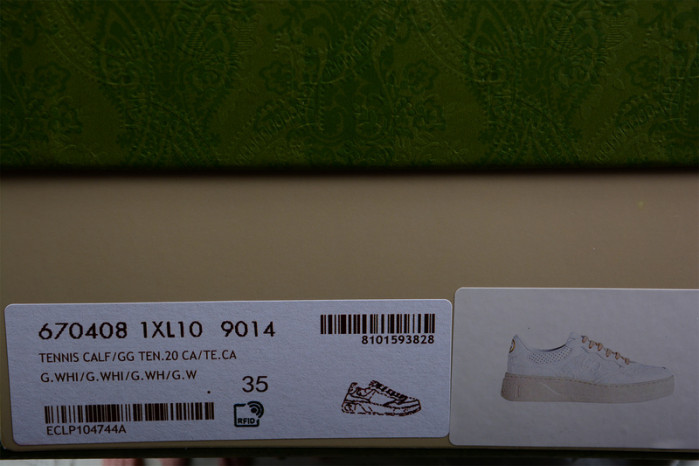 670408 1XL10 9014
8101593828
TENNIS CALF/GG TEN.20 CA/TE.CA
G.WHI/G.WHI/G.WH/G.W
35
RFID
ECLP104744A